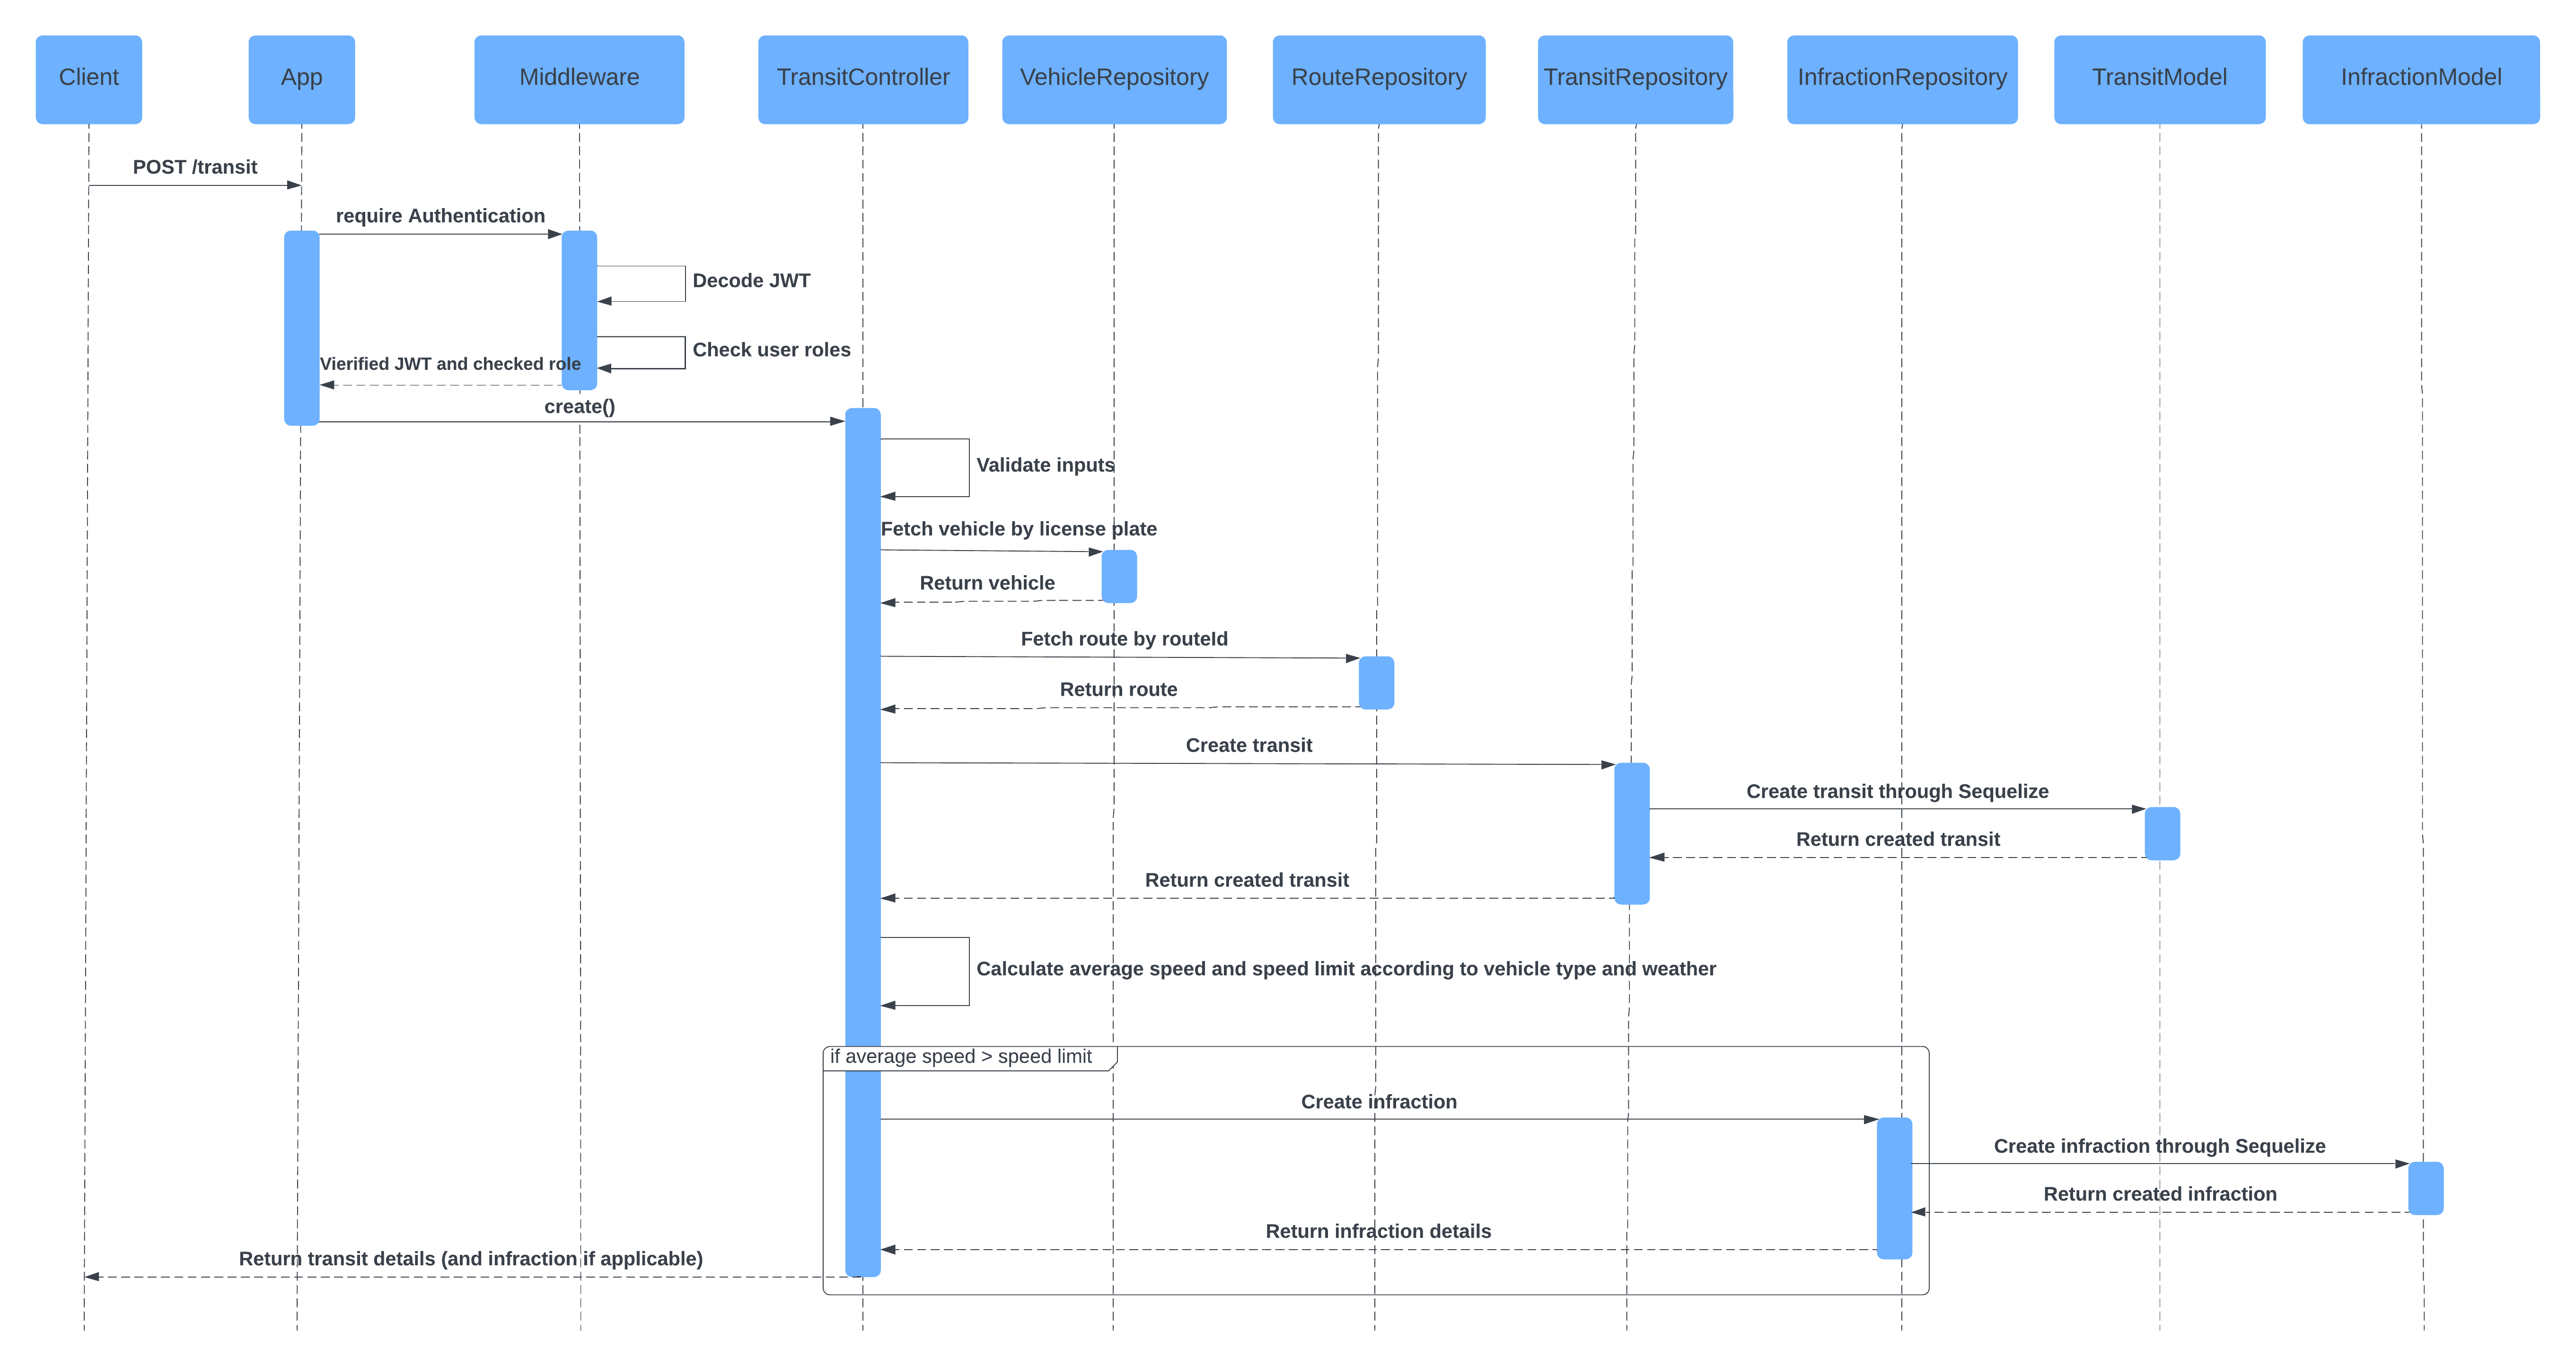 Client
App
Middleware
TransitController
VehicleRepository
RouteRepository
TransitRepository
InfractionRepository
TransitModel
InfractionModel
POST /transit
require Authentication
Decode JWT
Check user roles
Vierified JWT and checked role
create()
Validate inputs
Fetch vehicle by license plate
Return vehicle
Fetch route by routeId
Return route
Create transit
Create transit through Sequelize
Return created transit
Return created transit
Calculate average speed and speed limit according to vehicle type and weather
if average speed > speed limit
Create infraction
Create infraction through Sequelize
Return created infraction
Return infraction details
Return transit details (and infraction if applicable)